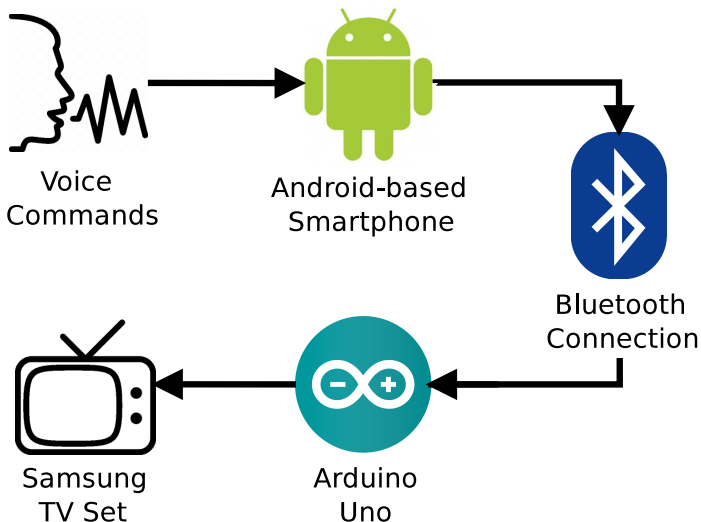 Voice
Commands
Android-based
Smartphone
Bluetooth
Connection
Samsung
TV Set
Arduino
Uno